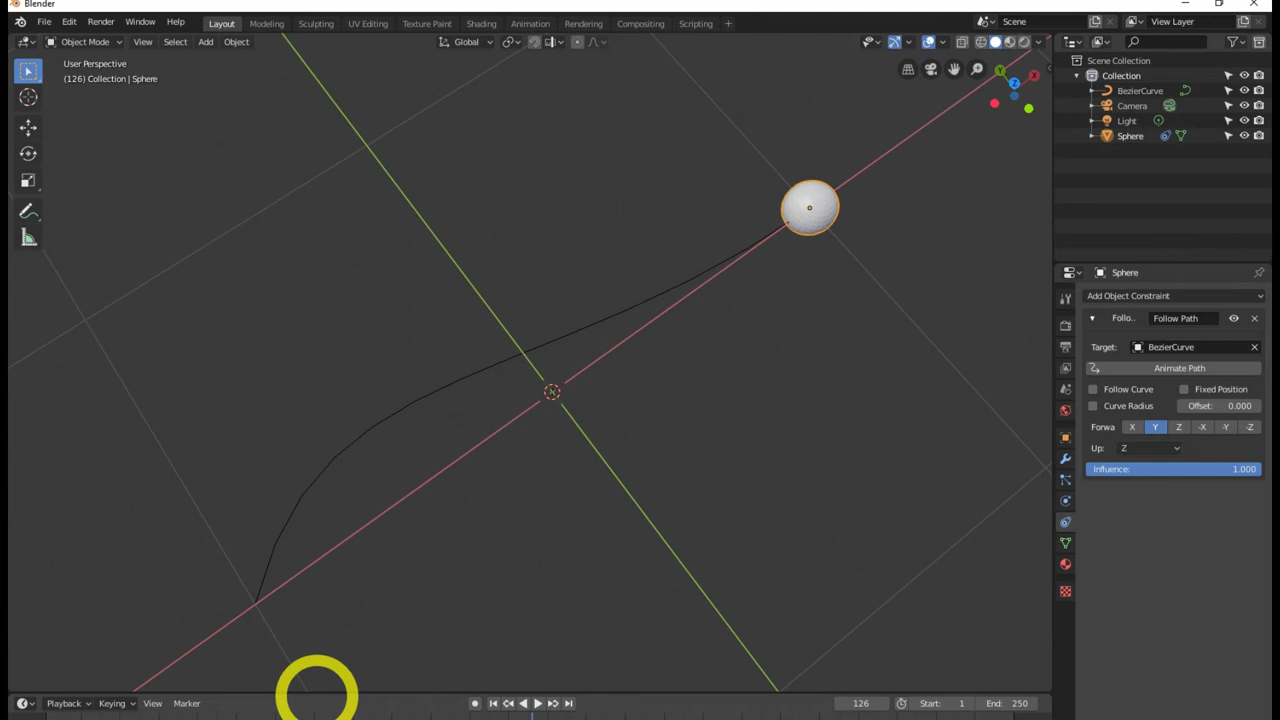 Blender
File Edit Render Window Help Layout Modeling Sculpting UV Editing Texture Paint Shading Animation Rendering Compositing Scripting + Scene View Layer
Object Mode View Select Add Object Global
User Perspective
(126) Collection | Sphere
Y X Z
Scene Collection
Collection
BezierCurve
Camera
Light
Sphere
Sphere
Add Object Constraint
Follo.. Follow Path
Target: BezierCurve
Animate Path
Follow Curve Fixed Position
Curve Radius Offset: 0.000
Forwa X Y Z -X -Y -Z
Up: Z
Influence: 1.000
Playback Keying View Marker 126 Start: 1 End: 250